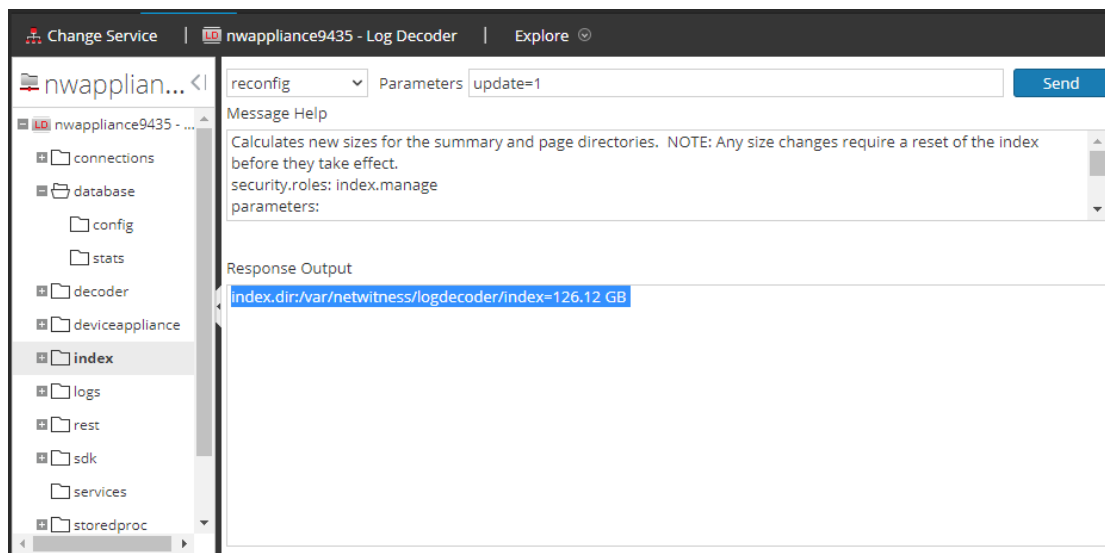 Change Service | LD nwappliance9435 - Log Decoder | Explore
nwapplian...
LD nwappliance9435 - ...
connections
database
config
stats
decoder
deviceappliance
index
logs
rest
sdk
services
storedproc
reconfig Parameters update=1 Send
Message Help
Calculates new sizes for the summary and page directories. NOTE: Any size changes require a reset of the index
before they take effect.
security.roles: index.manage
parameters:
Response Output
index.dir:/var/netwitness/logdecoder/index=126.12 GB